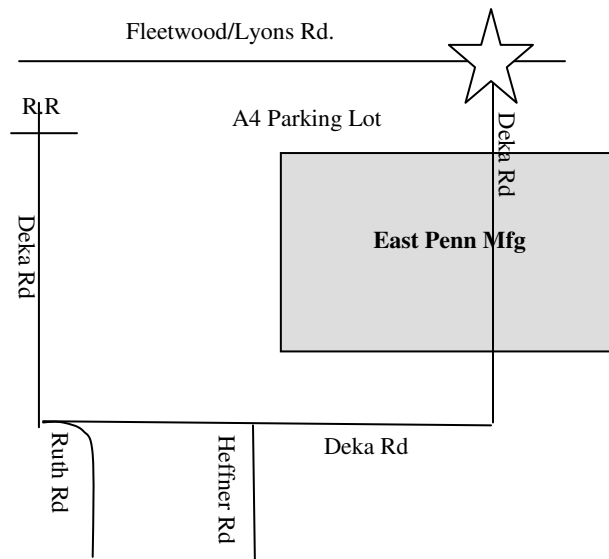 Fleetwood/Lyons Rd.
R.R
A4 Parking Lot
Deka Rd
Deka Rd
East Penn Mfg
Ruth Rd
Heffner Rd
Deka Rd